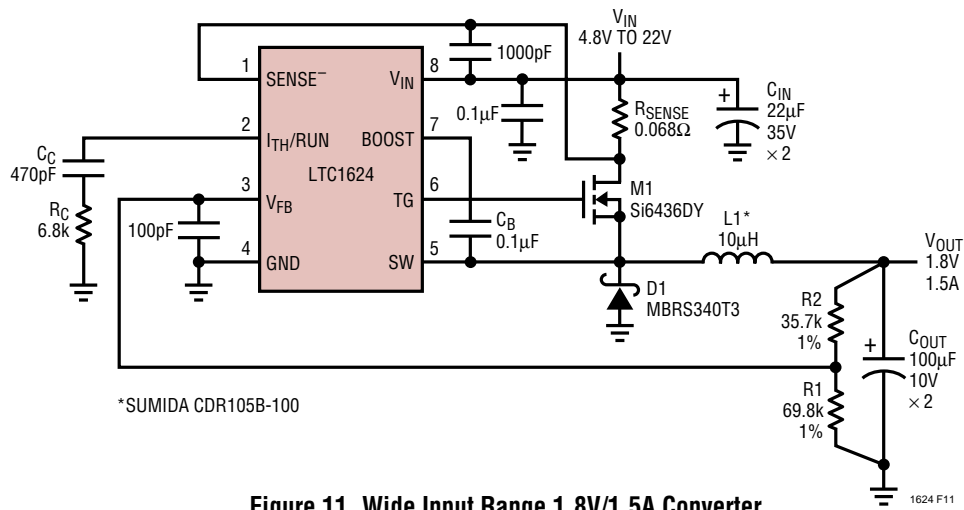 V_IN
4.8V TO 22V
1000pF
1
SENSE⁻
V_IN
8
0.1µF
R_SENSE
0.068Ω
+
C_IN
22µF
35V
× 2
2
I_TH/RUN
BOOST
7
C_C
470pF
LTC1624
3
V_FB
TG
6
M1
Si6436DY
R_C
6.8k
100pF
C_B
0.1µF
L1*
10µH
V_OUT
1.8V
1.5A
4
GND
SW
5
D1
MBRS340T3
R2
35.7k
1%
+
C_OUT
100µF
10V
× 2
R1
69.8k
1%
*SUMIDA CDR105B-100
1624 F11
Figure 11. Wide Input Range 1.8V/1.5A Converter